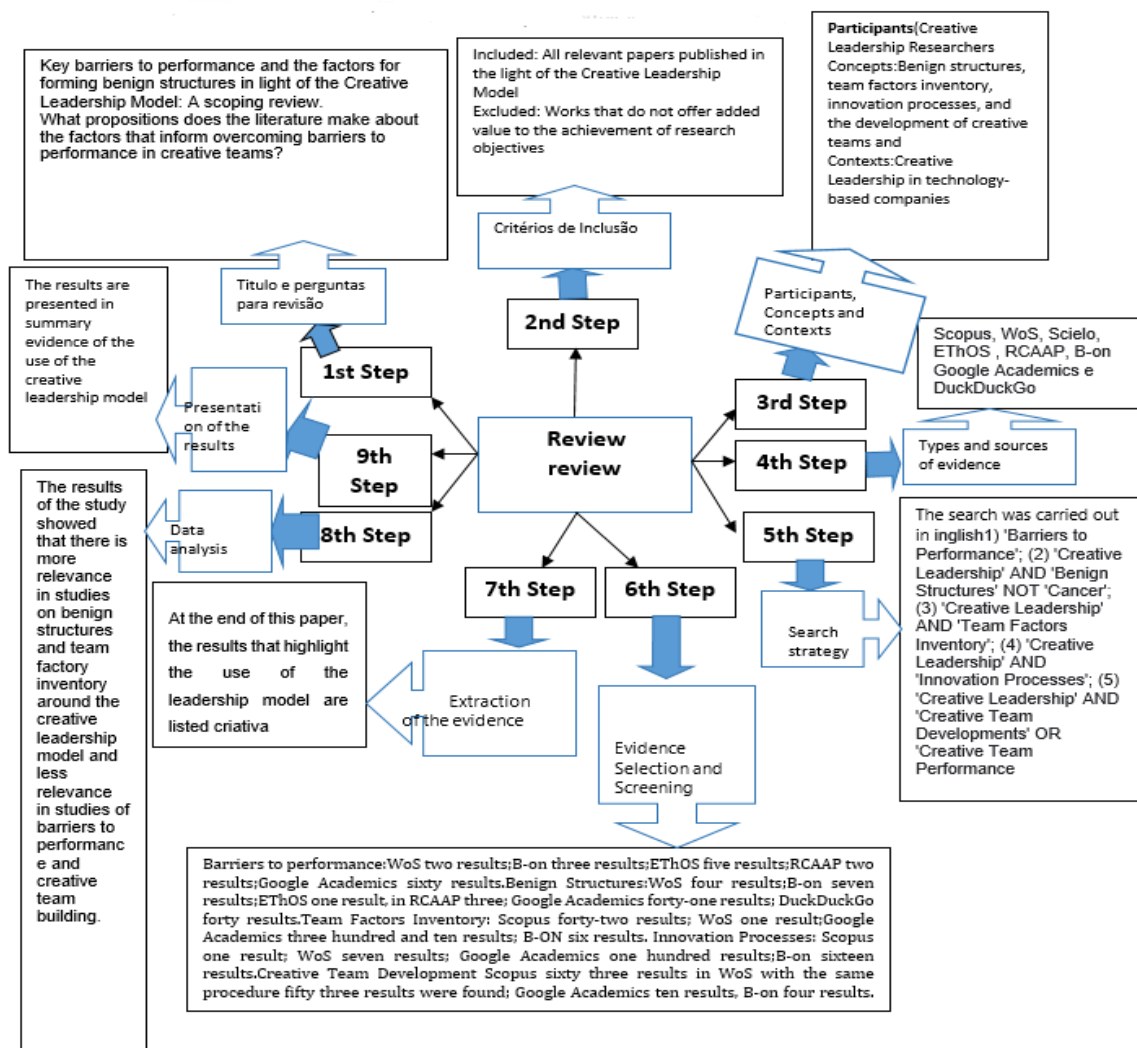 Key barriers to performance and the factors for
forming benign structures in light of the Creative
Leadership Model: A scoping review.
What propositions does the literature make about
the factors that inform overcoming barriers to
performance in creative teams?
Included: All relevant papers published in
the light of the Creative Leadership
Model
Excluded: Works that do not offer added
value to the achievement of research
objectives
Participants(Creative
Leadership Researchers
Concepts:Benign structures,
team factors inventory,
innovation processes, and
the development of creative
teams and
Contexts:Creative
Leadership in technology-
based companies
Critérios de Inclusão
Titulo e perguntas
para revisão
Participants,
Concepts and
Contexts
The results are
presented in
summary
evidence of the
use of the
creative
leadership model
2nd Step
1st Step
3rd Step
Scopus, WoS, Scielo,
EThOS , RCAAP, B-on
Google Academics e
DuckDuckGo
Presentati
on of the
results
9th
Step
Review
review
4th Step
Types and sources
of evidence
The results
of the study
showed
that there is
more
relevance
in studies
on benign
structures
and team
factory
inventory
around the
creative
leadership
model and
less
relevance
in studies of
barriers to
performanc
e and
creative
team
building.
Data
analysis
8th Step
5th Step
The search was carried out
in inglish1) 'Barriers to
Performance'; (2) 'Creative
Leadership' AND 'Benign
Structures' NOT 'Cancer';
(3) 'Creative Leadership'
AND 'Team Factors
Inventory'; (4) 'Creative
Leadership' AND
'Innovation Processes'; (5)
'Creative Leadership' AND
'Creative Team
Developments' OR
'Creative Team
Performance
7th Step
6th Step
Search
strategy
At the end of this paper,
the results that highlight
the use of the
leadership model are
listed criativa
Extraction
of the evidence
Evidence
Selection and
Screening
Barriers to performance:WoS two results;B-on three results;EThOS five results;RCAAP two
results;Google Academics sixty results.Benign Structures:WoS four results;B-on seven
results;EThOS one result, in RCAAP three; Google Academics forty-one results; DuckDuckGo
forty results.Team Factors Inventory: Scopus forty-two results; WoS one result;Google
Academics three hundred and ten results; B-ON six results. Innovation Processes: Scopus
one result; WoS seven results; Google Academics one hundred results;B-on sixteen
results.Creative Team Development Scopus sixty three results in WoS with the same
procedure fifty three results were found; Google Academics ten results, B-on four results.